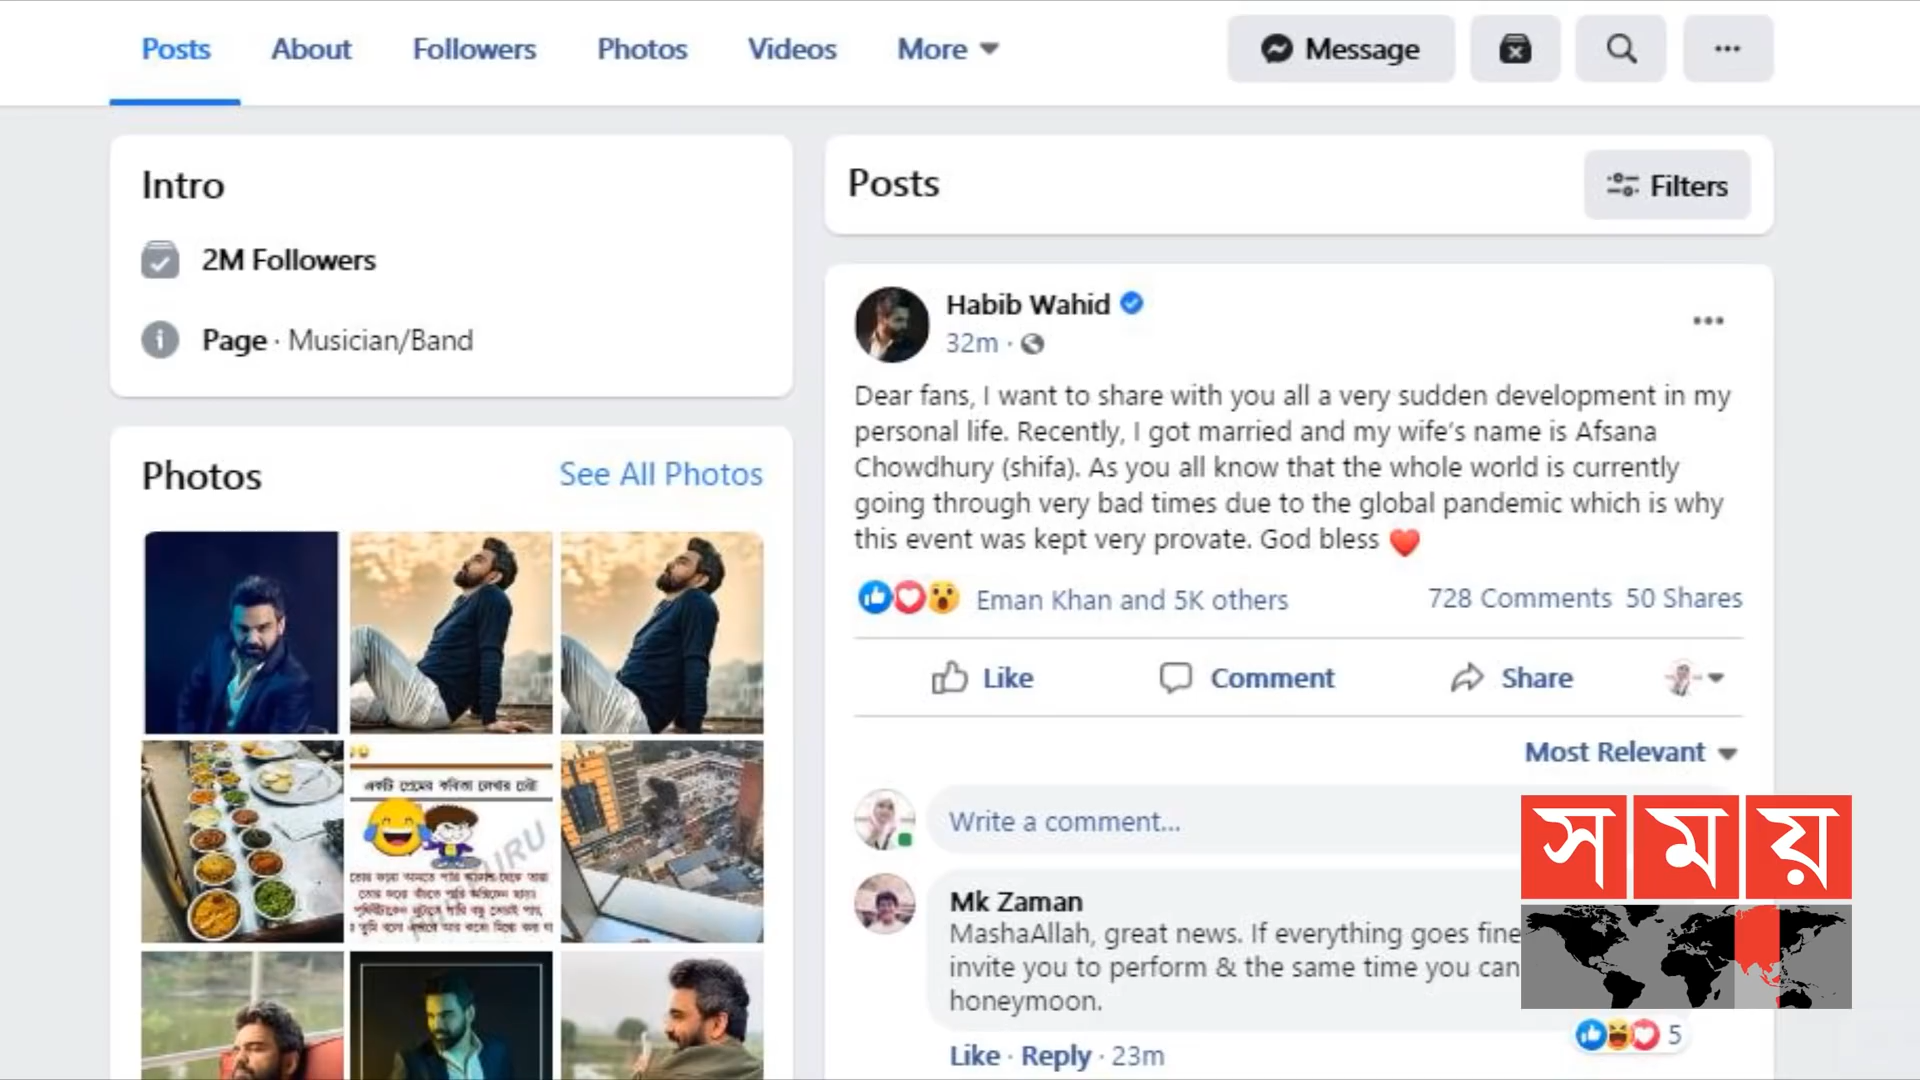 Posts About Followers Photos Videos More
Message
Intro
2M Followers
Page · Musician/Band
Photos
See All Photos
একটি প্রেমের কবিতা লেখার চেষ্টা
Posts
Filters
Habib Wahid
32m ·
Dear fans, I want to share with you all a very sudden development in my
personal life. Recently, I got married and my wife's name is Afsana
Chowdhury (shifa). As you all know that the whole world is currently
going through very bad times due to the global pandemic which is why
this event was kept very provate. God bless ❤️
Eman Khan and 5K others
728 Comments 50 Shares
Like Comment Share
Most Relevant
Write a comment...
Mk Zaman
MashaAllah, great news. If everything goes fine
invite you to perform & the same time you can
honeymoon.
5
Like · Reply · 23m
সময়